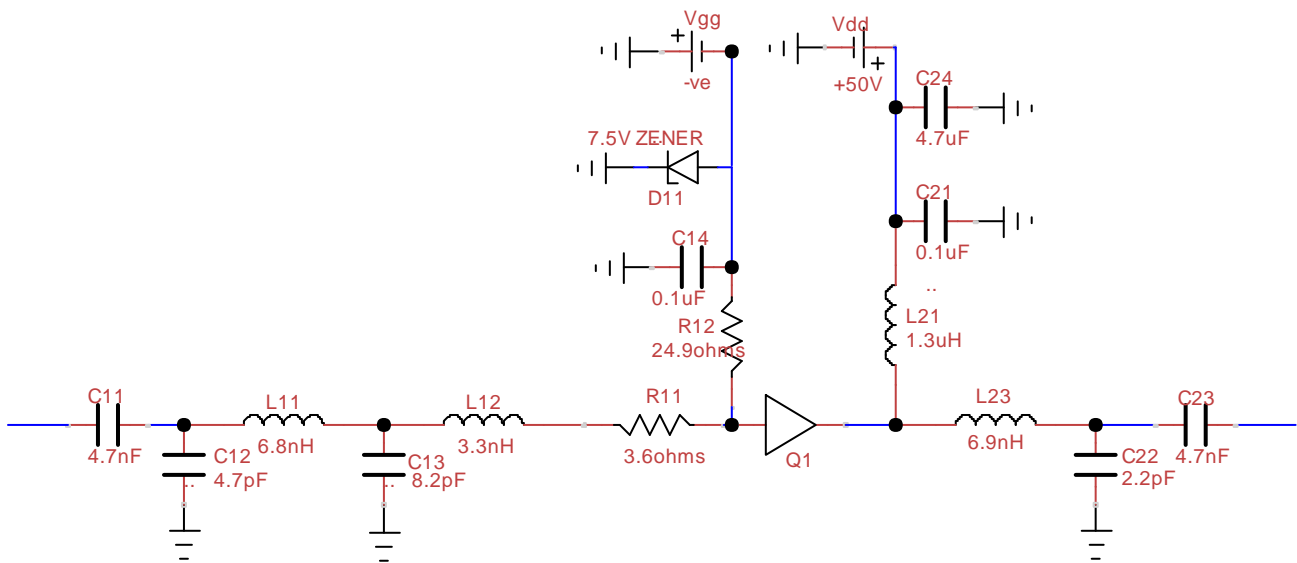 Vgg
+
-ve
Vdd
+
+50V
C24
4.7uF
7.5V ZENER
D11
C21
0.1uF
C14
0.1uF
..
R12
24.9ohms
L21
1.3uH
C11
4.7nF
L11
6.8nH
L12
3.3nH
R11
3.6ohms
Q1
L23
6.9nH
C23
4.7nF
C12
4.7pF
..
C13
8.2pF
..
C22
2.2pF